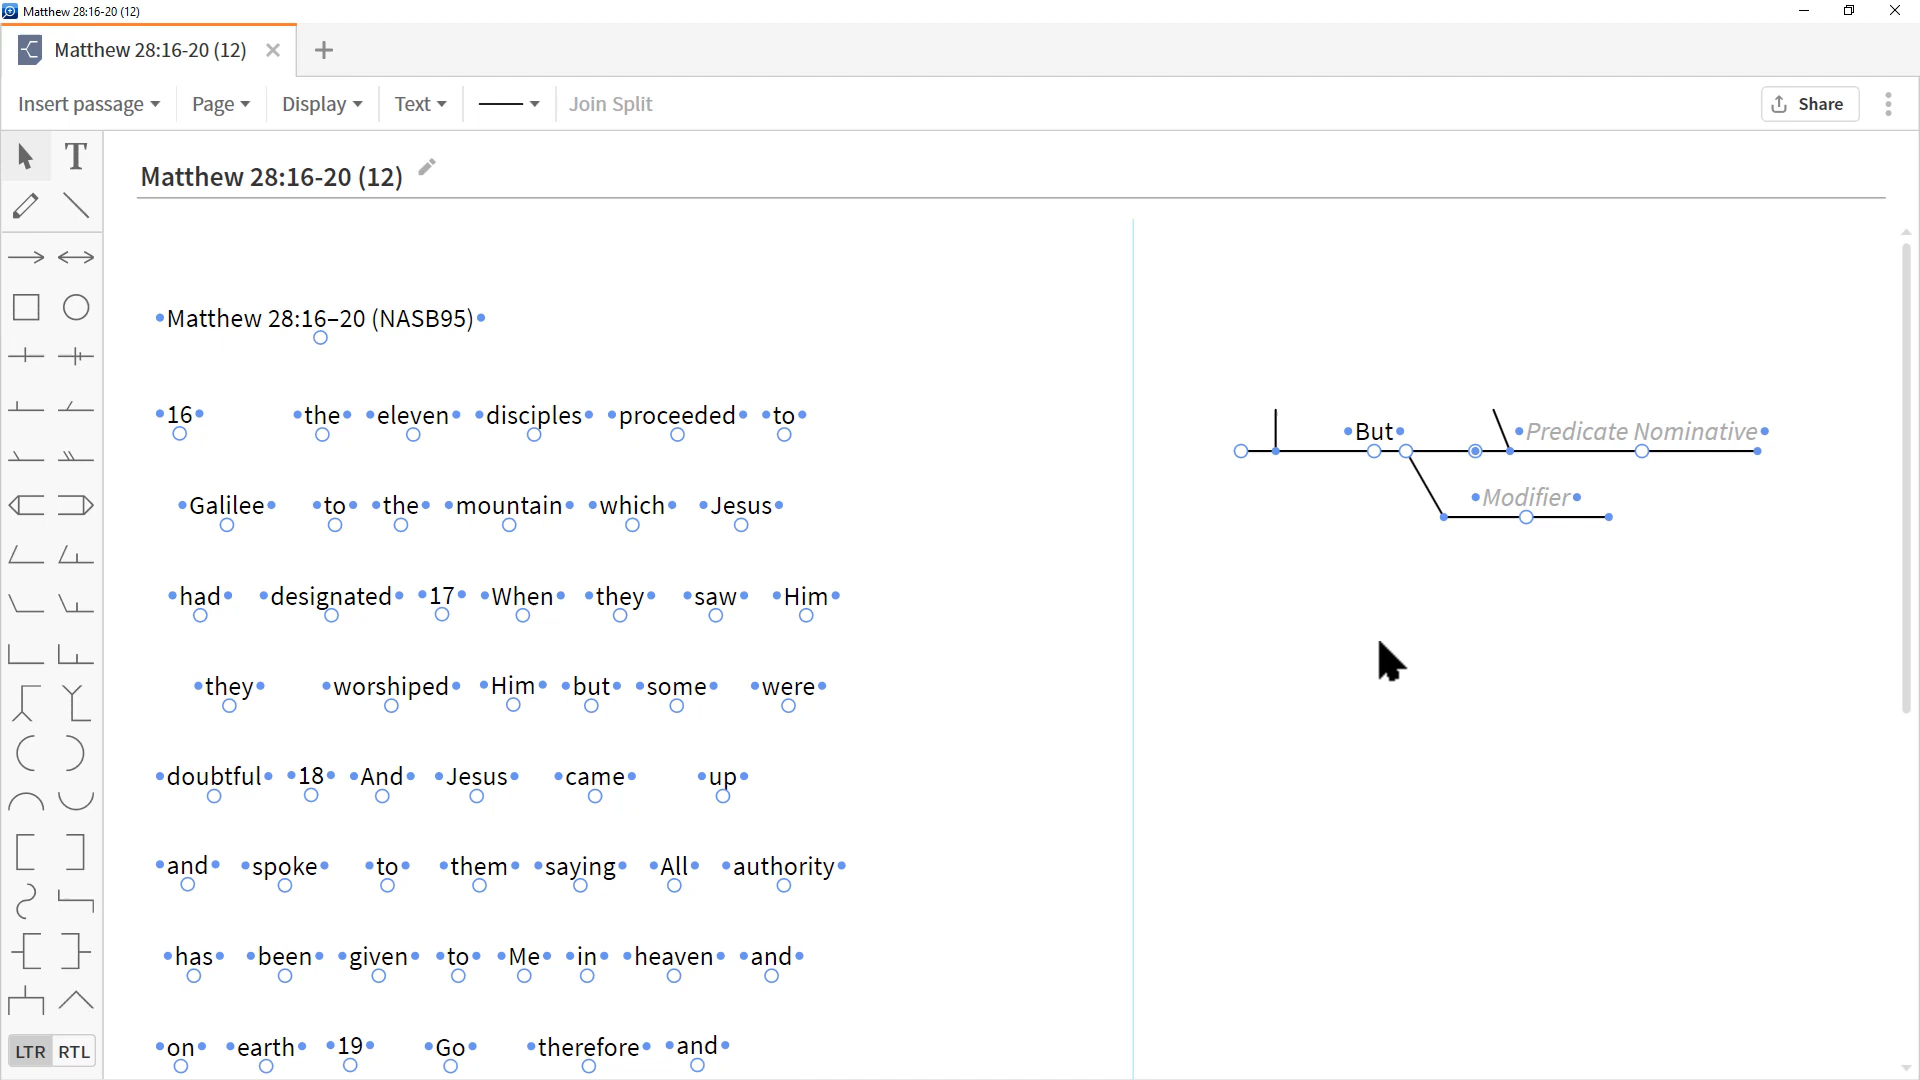 Matthew 28:16-20 (12)
Matthew 28:16-20 (12)
Insert passage Page Display Text Join Split Share
T
Matthew 28:16-20 (12)
Matthew 28:16–20 (NASB95)
16 the eleven disciples proceeded to
Galilee to the mountain which Jesus
had designated 17 When they saw Him
they worshiped Him but some were
doubtful 18 And Jesus came up
and spoke to them saying All authority
has been given to Me in heaven and
on earth 19 Go therefore and
But Predicate Nominative
Modifier
LTR RTL